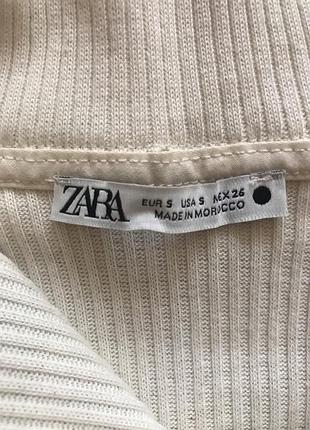 ZARA
EUR S USA S MEX 26
MADE IN MOROCCO